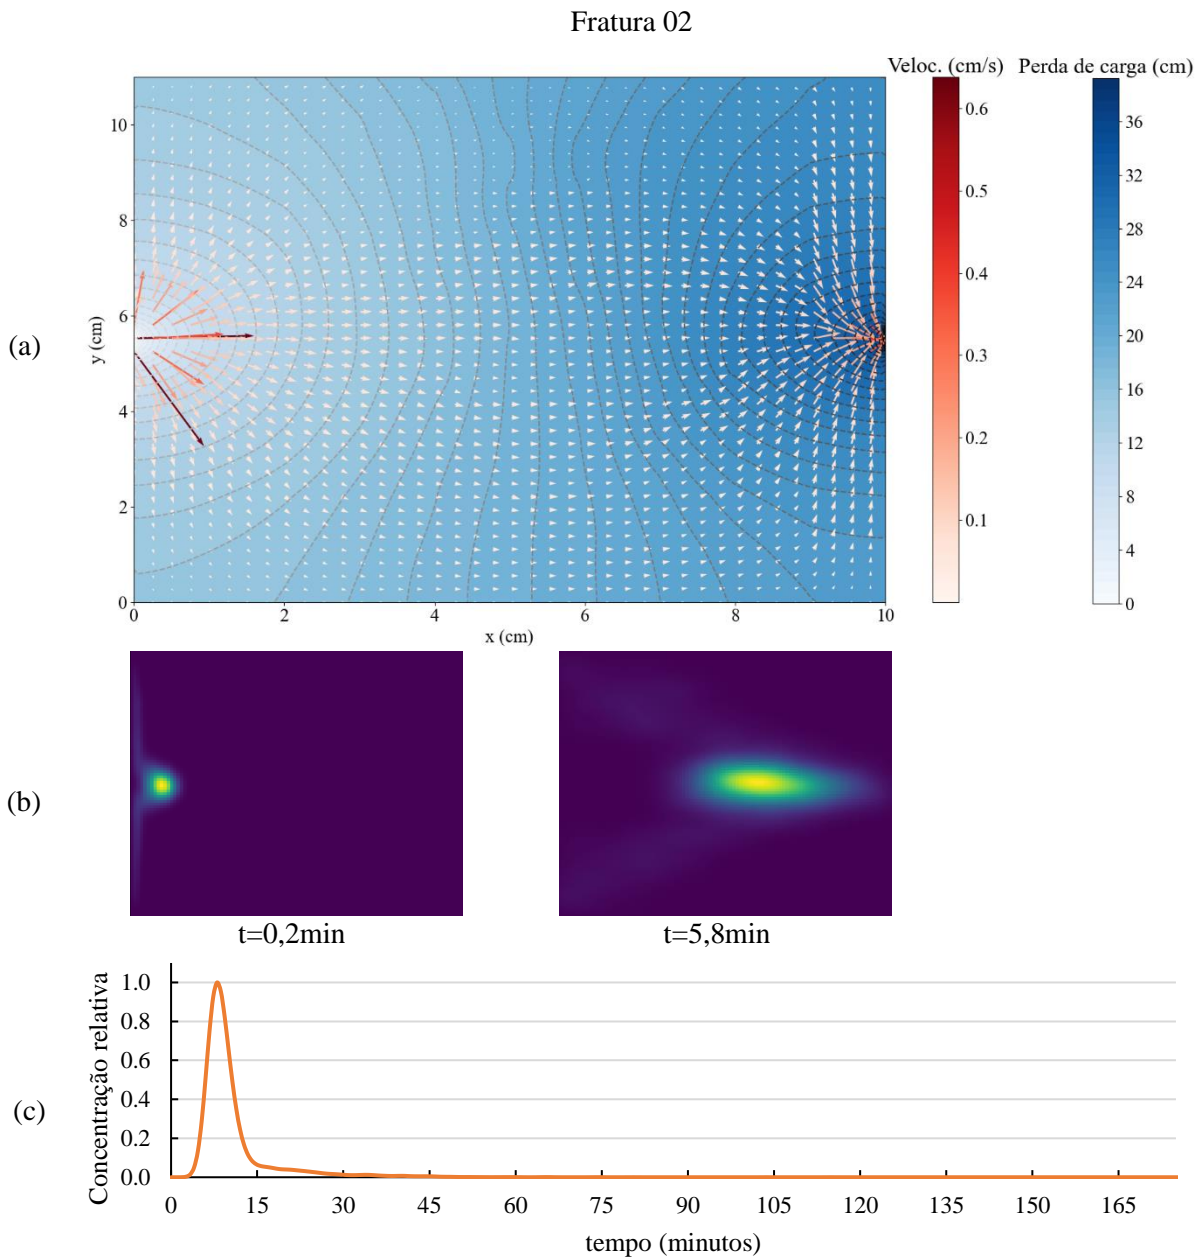 Fratura 02
Veloc. (cm/s) Perda de carga (cm)
(a)
y (cm)
10
8
6
4
2
0
0 2 4 6 8 10
x (cm)
0.6
0.5
0.4
0.3
0.2
0.1
36
32
28
24
20
16
12
8
4
0
(b)
t=0,2min t=5,8min
(c)
Concentração relativa
1.0
0.8
0.6
0.4
0.2
0.0
0 15 30 45 60 75 90 105 120 135 150 165
tempo (minutos)